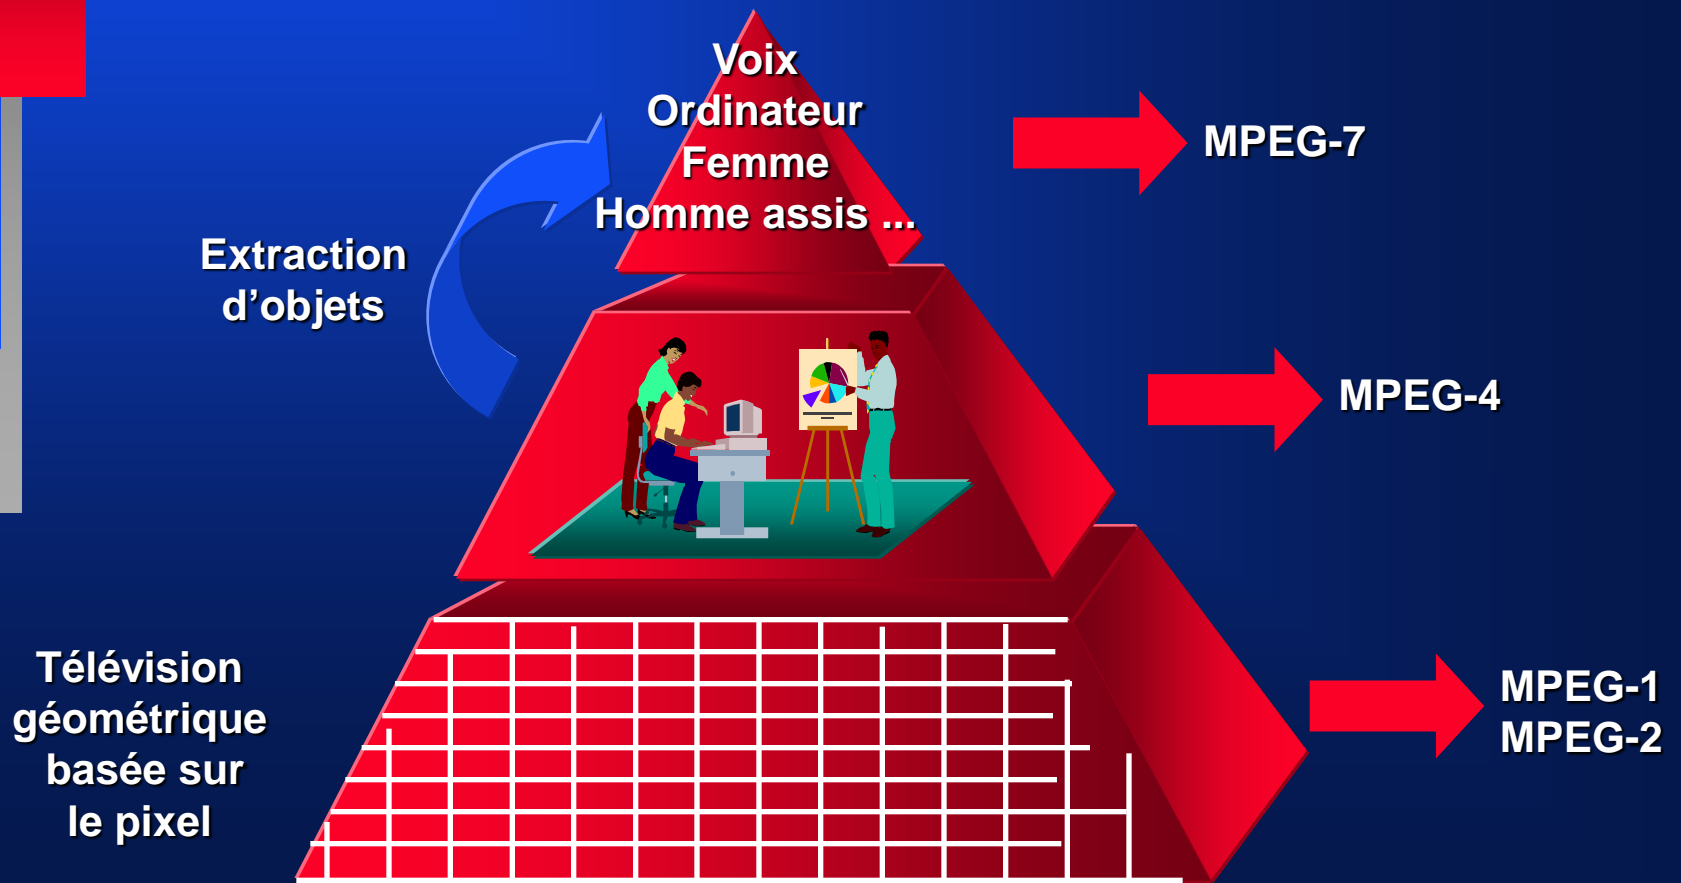 Voix
Ordinateur
Femme
Homme assis ...
MPEG-7
Extraction
d’objets
MPEG-4
Télévision
géométrique
basée sur
le pixel
MPEG-1
MPEG-2